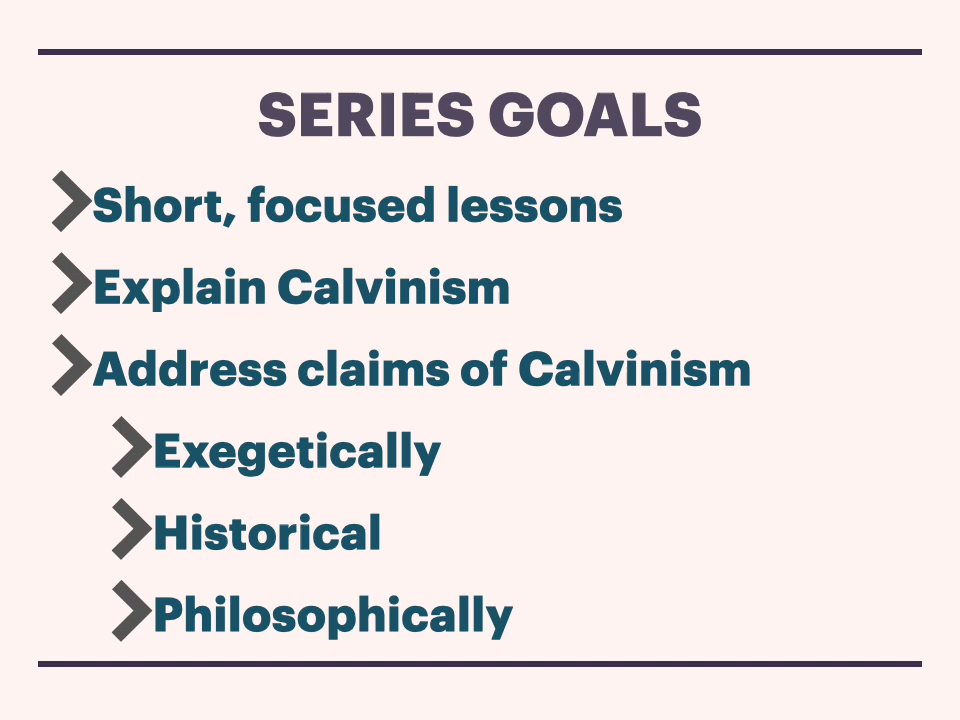 SERIES GOALS
Short, focused lessons
Explain Calvinism
Address claims of Calvinism
Exegetically
Historical
Philosophically